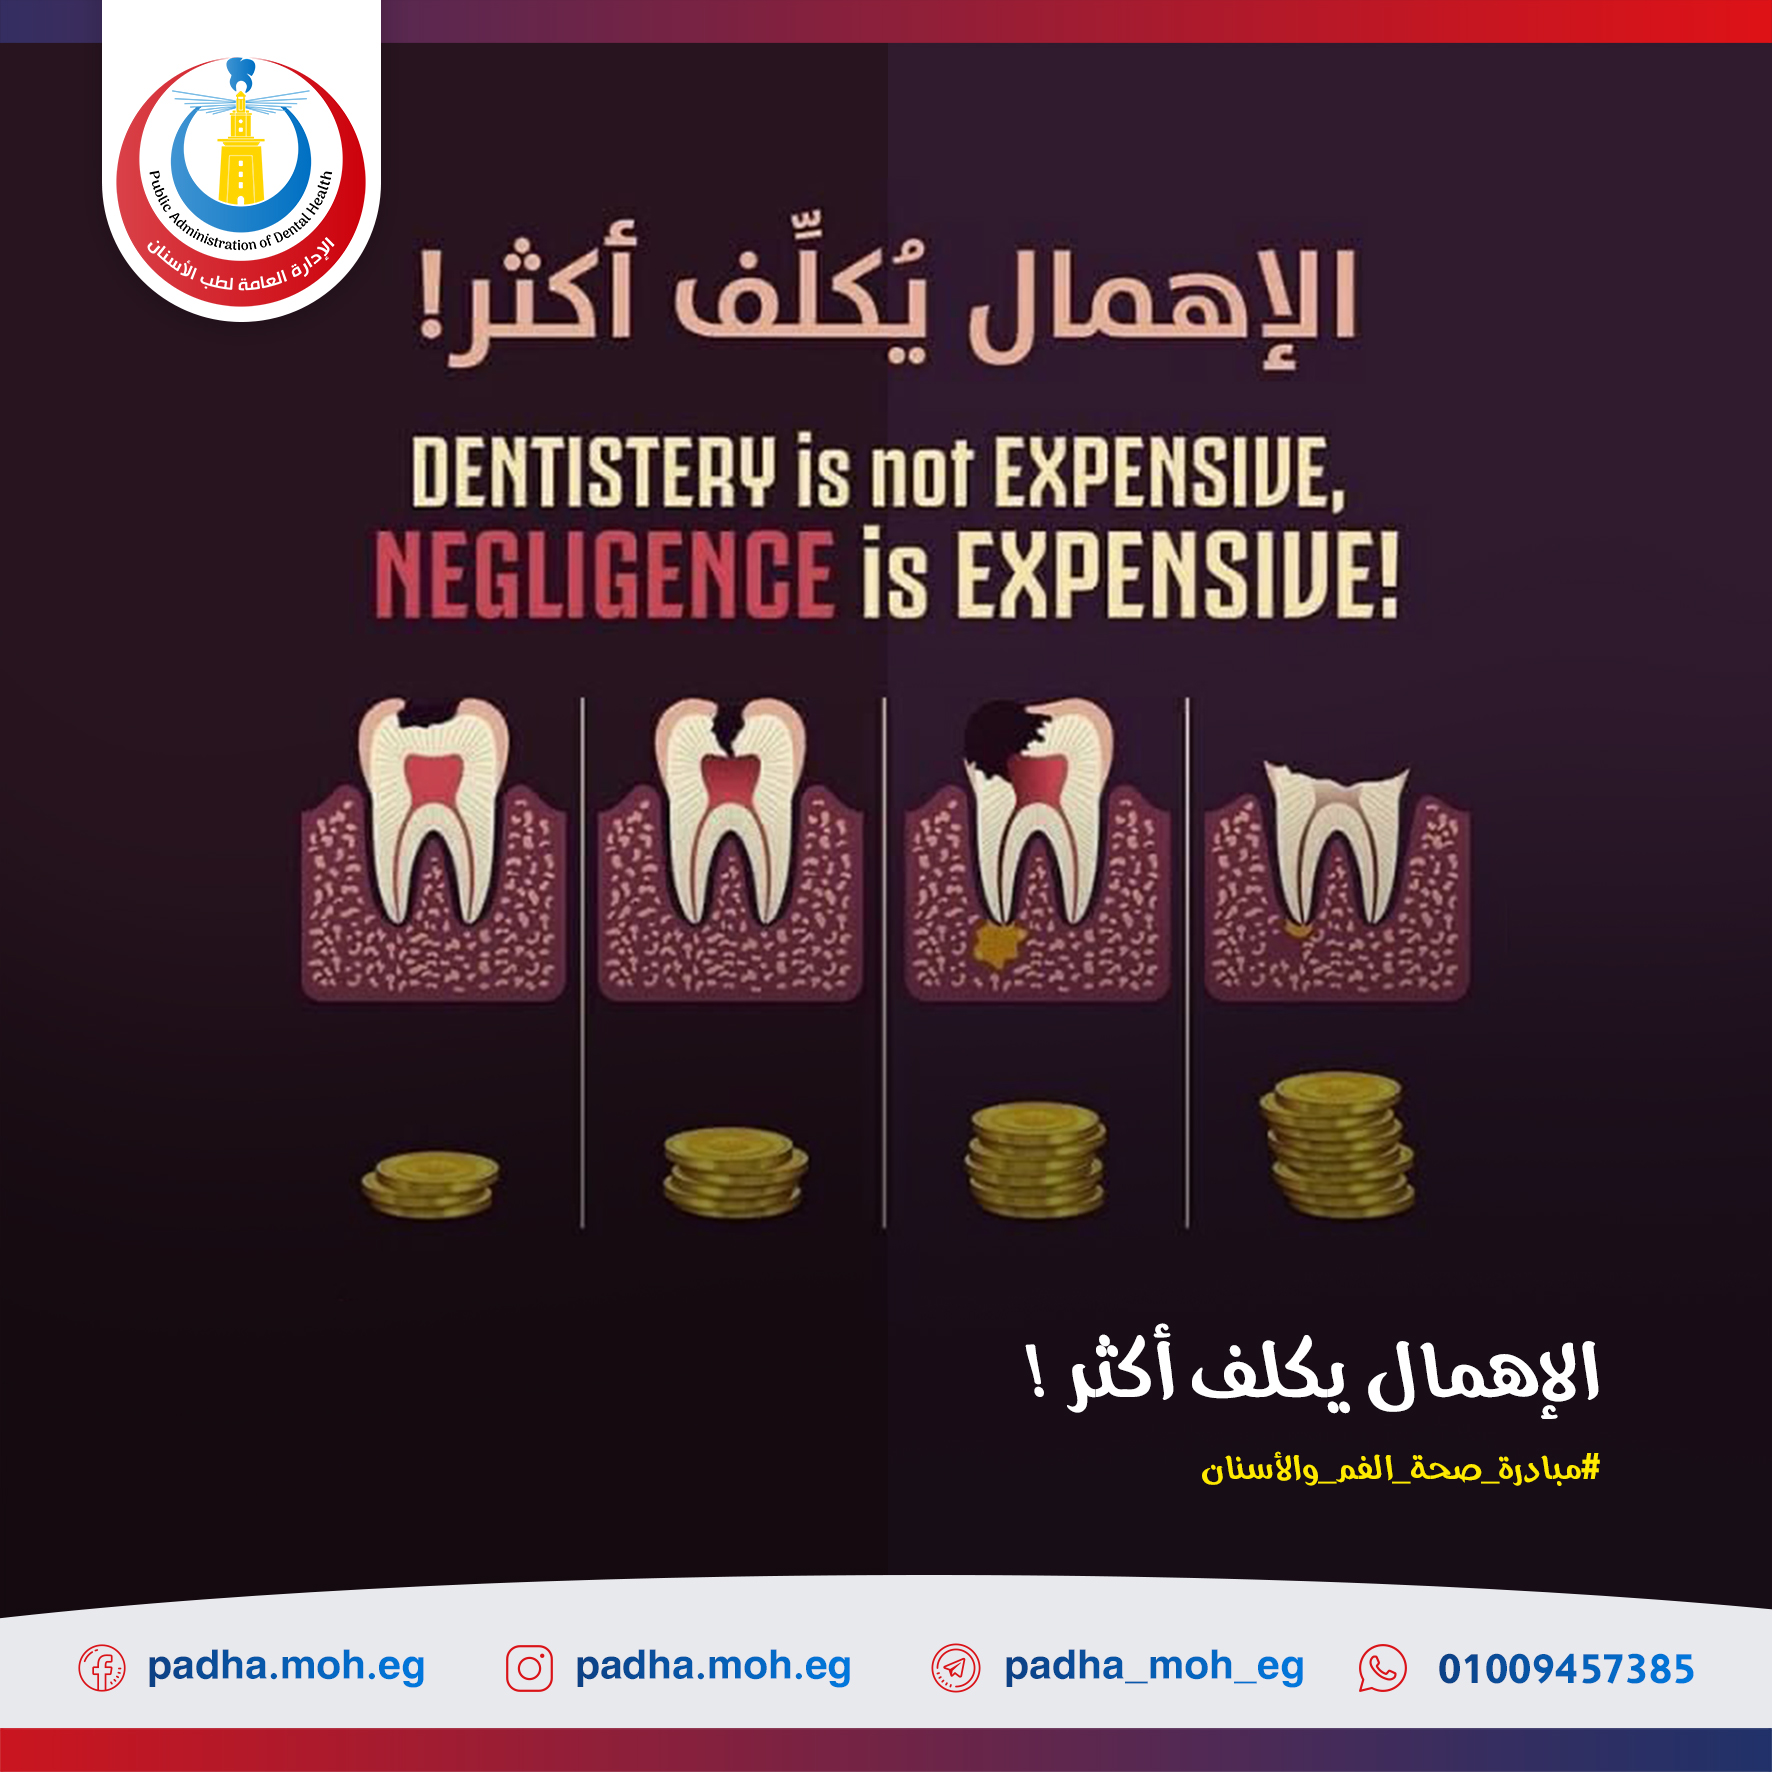 Public Administration of Dental Health
الإدارة العامة لطب الأسنان
الإهمال يُكلِّف أكثر!
DENTISTERY is not EXPENSIVE,
NEGLIGENCE is EXPENSIVE!
الإهمال يكلف أكثر !
#مبادرة_صحة_الفم_والأسنان
padha.moh.eg
padha.moh.eg
padha_moh_eg
01009457385